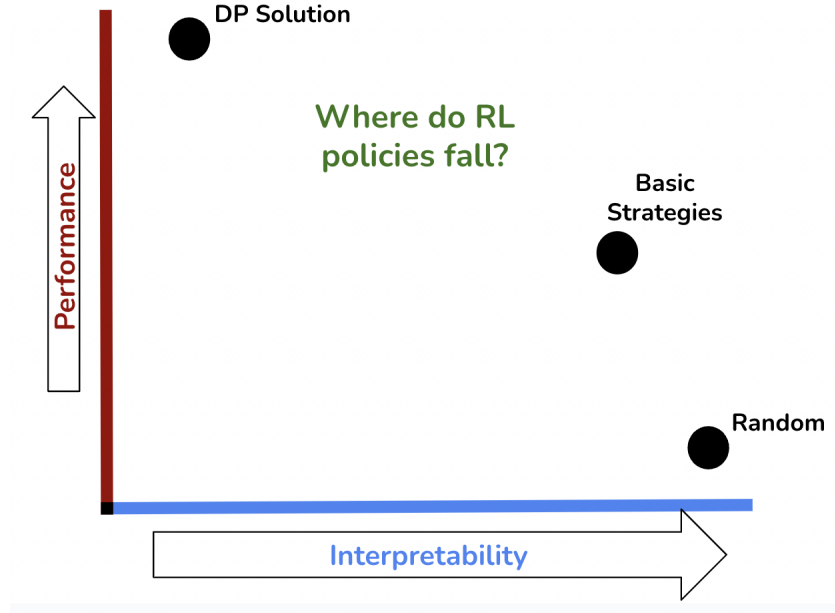 DP Solution
Where do RL
policies fall?
Basic
Strategies
Performance
Random
Interpretability